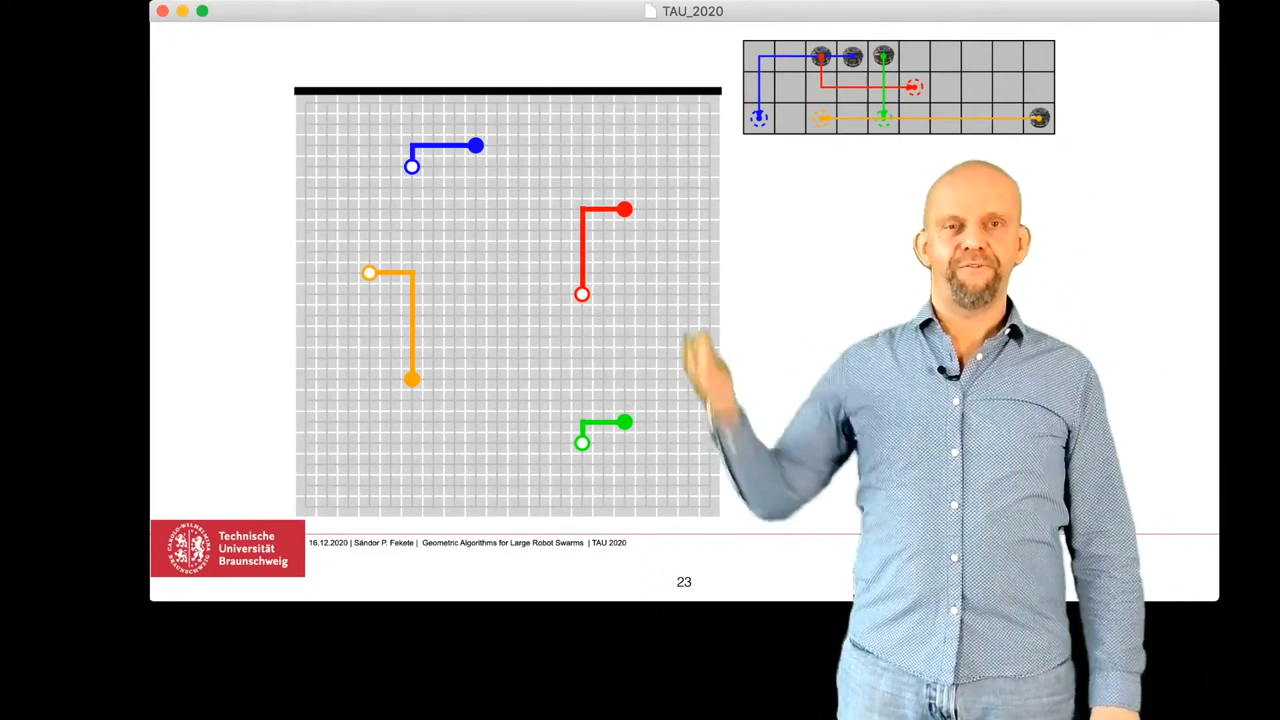 TAU_2020
Technische
Universität
Braunschweig
16.12.2020 | Sándor P. Fekete | Geometric Algorithms for Large Robot Swarms | TAU 2020
23